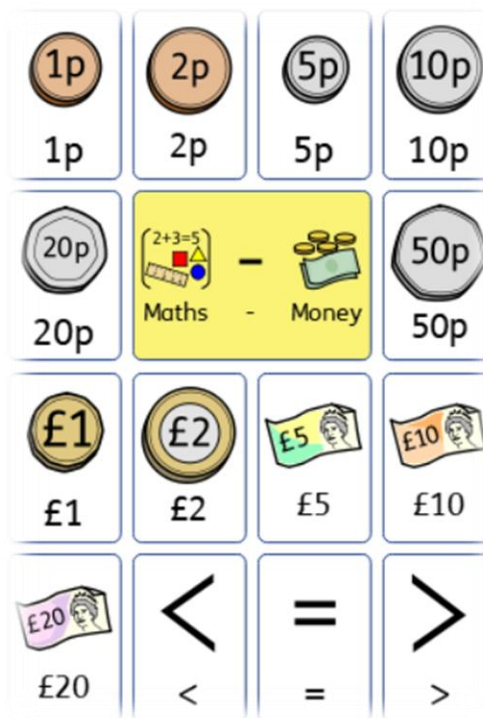 1p 2p 5p 10p
1p 2p 5p 10p
20p 2+3=5 - 50p
Maths - Money
20p 50p
£1 £2 £5 £10
£1 £2 £5 £10
£20 < = >
£20 < = >